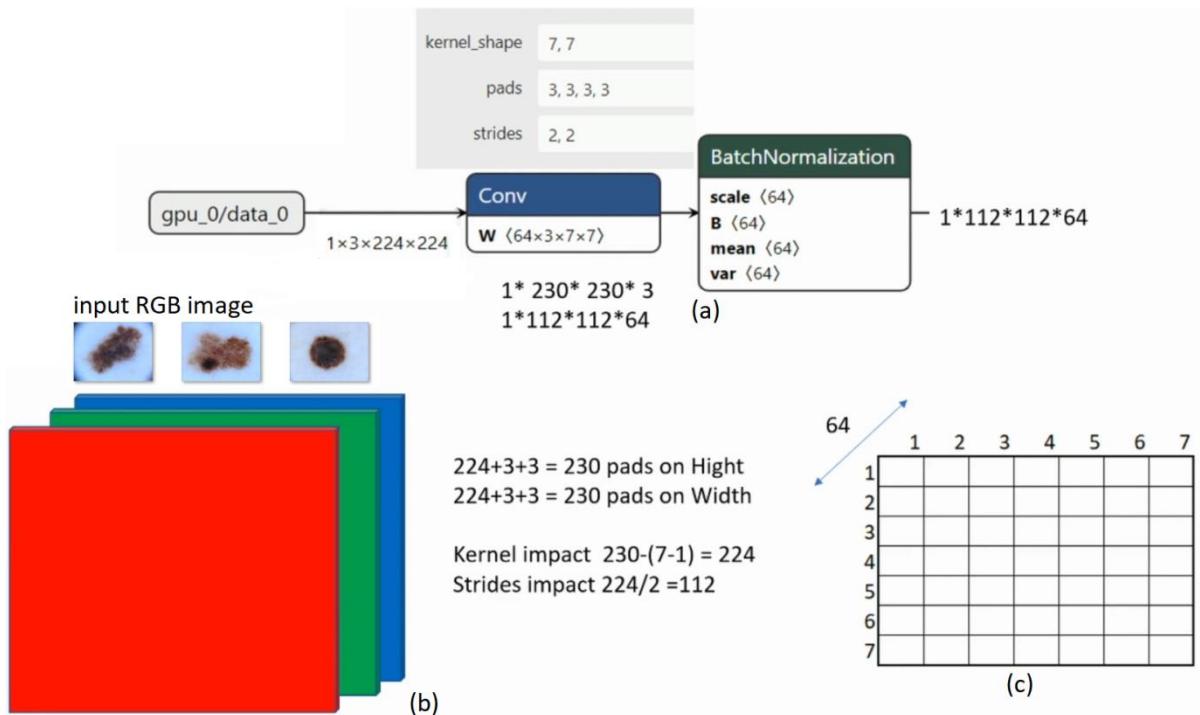 kernel_shape 7, 7
pads 3, 3, 3, 3
strides 2, 2
gpu_0/data_0
1×3×224×224
Conv
W ⟨64×3×7×7⟩
BatchNormalization
scale ⟨64⟩
B ⟨64⟩
mean ⟨64⟩
var ⟨64⟩
1*112*112*64
1* 230* 230* 3
1*112*112*64
(a)
input RGB image
(b)
224+3+3 = 230 pads on Hight
224+3+3 = 230 pads on Width
Kernel impact 230-(7-1) = 224
Strides impact 224/2 =112
64
1 2 3 4 5 6 7
1
2
3
4
5
6
7
(c)